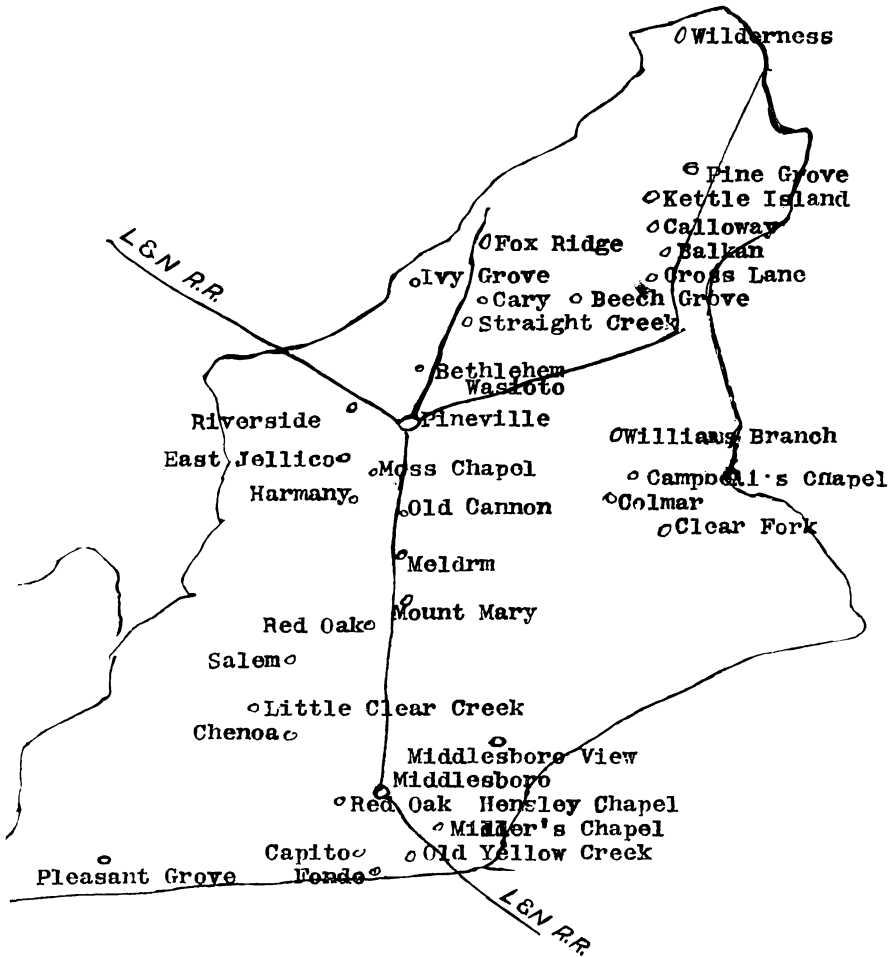 Wilderness
Pine Grove
Kettle Island
Calloway
Balkan
Cross Lane
Beech Grove
Fox Ridge
Ivy Grove
Cary
Straight Creek
L&N R.R.
Bethlehem
Wasioto
Pineville
Riverside
East Jellico
Moss Chapel
Harmany
Old Cannon
Williams Branch
Campbell's Chapel
Colmar
Clear Fork
Meldrm
Mount Mary
Red Oak
Salem
Little Clear Creek
Chenoa
Middlesboro View
Middlesboro
Red Oak
Hensley Chapel
Midder's Chapel
Capito
Old Yellow Creek
Pleasant Grove
Fonde
L&N R.R.